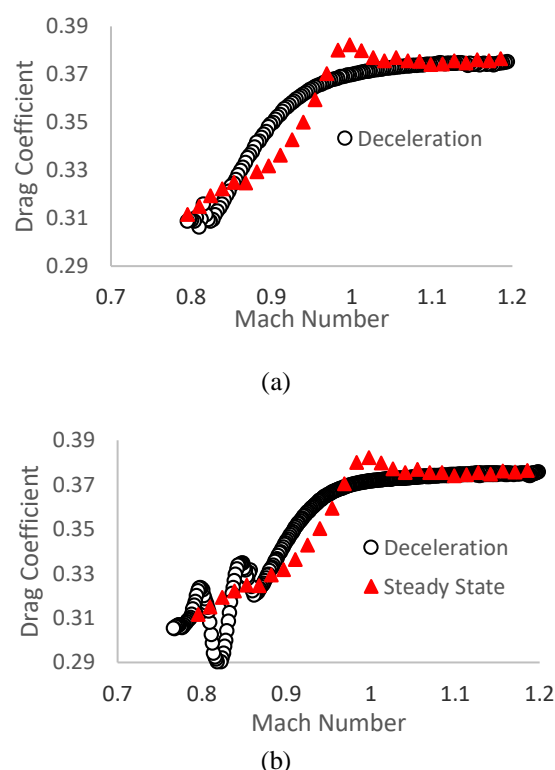 0.39
0.37
0.35
0.33
0.31
0.29
Drag Coefficient
Deceleration
0.7 0.8 0.9 1 1.1 1.2
Mach Number
(a)
0.39
0.37
0.35
0.33
0.31
0.29
Drag Coefficient
Deceleration
Steady State
0.7 0.8 0.9 1 1.1 1.2
Mach Number
(b)